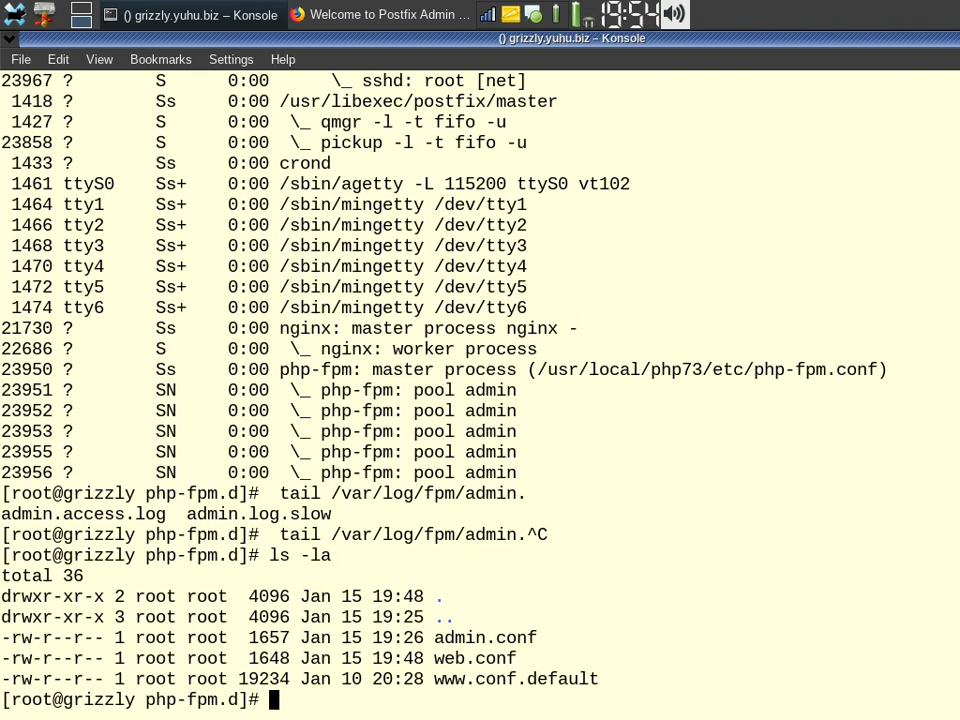 () grizzly.yuhu.biz – Konsole
Welcome to Postfix Admin ...
19:54
() grizzly.yuhu.biz – Konsole
File Edit View Bookmarks Settings Help
23967 ? S 0:00 \_ sshd: root [net]
1418 ? Ss 0:00 /usr/libexec/postfix/master
1427 ? S 0:00 \_ qmgr -l -t fifo -u
23858 ? S 0:00 \_ pickup -l -t fifo -u
1433 ? Ss 0:00 crond
1461 ttyS0 Ss+ 0:00 /sbin/agetty -L 115200 ttyS0 vt102
1464 tty1 Ss+ 0:00 /sbin/mingetty /dev/tty1
1466 tty2 Ss+ 0:00 /sbin/mingetty /dev/tty2
1468 tty3 Ss+ 0:00 /sbin/mingetty /dev/tty3
1470 tty4 Ss+ 0:00 /sbin/mingetty /dev/tty4
1472 tty5 Ss+ 0:00 /sbin/mingetty /dev/tty5
1474 tty6 Ss+ 0:00 /sbin/mingetty /dev/tty6
21730 ? Ss 0:00 nginx: master process nginx -
22686 ? S 0:00 \_ nginx: worker process
23950 ? Ss 0:00 php-fpm: master process (/usr/local/php73/etc/php-fpm.conf)
23951 ? SN 0:00 \_ php-fpm: pool admin
23952 ? SN 0:00 \_ php-fpm: pool admin
23953 ? SN 0:00 \_ php-fpm: pool admin
23955 ? SN 0:00 \_ php-fpm: pool admin
23956 ? SN 0:00 \_ php-fpm: pool admin
[root@grizzly php-fpm.d]#  tail /var/log/fpm/admin.
admin.access.log  admin.log.slow
[root@grizzly php-fpm.d]#  tail /var/log/fpm/admin.^C
[root@grizzly php-fpm.d]# ls -la
total 36
drwxr-xr-x 2 root root  4096 Jan 15 19:48 .
drwxr-xr-x 3 root root  4096 Jan 15 19:25 ..
-rw-r--r-- 1 root root  1657 Jan 15 19:26 admin.conf
-rw-r--r-- 1 root root  1648 Jan 15 19:48 web.conf
-rw-r--r-- 1 root root 19234 Jan 10 20:28 www.conf.default
[root@grizzly php-fpm.d]#